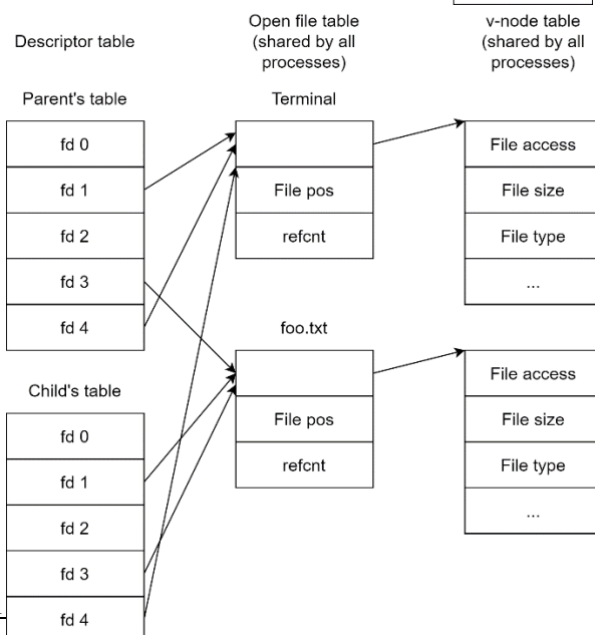 Descriptor table
Open file table
(shared by all
processes)
v-node table
(shared by all
processes)
Parent's table
fd 0
fd 1
fd 2
fd 3
fd 4
Terminal
File pos
refcnt
File access
File size
File type
...
Child's table
fd 0
fd 1
fd 2
fd 3
fd 4
foo.txt
File pos
refcnt
File access
File size
File type
...